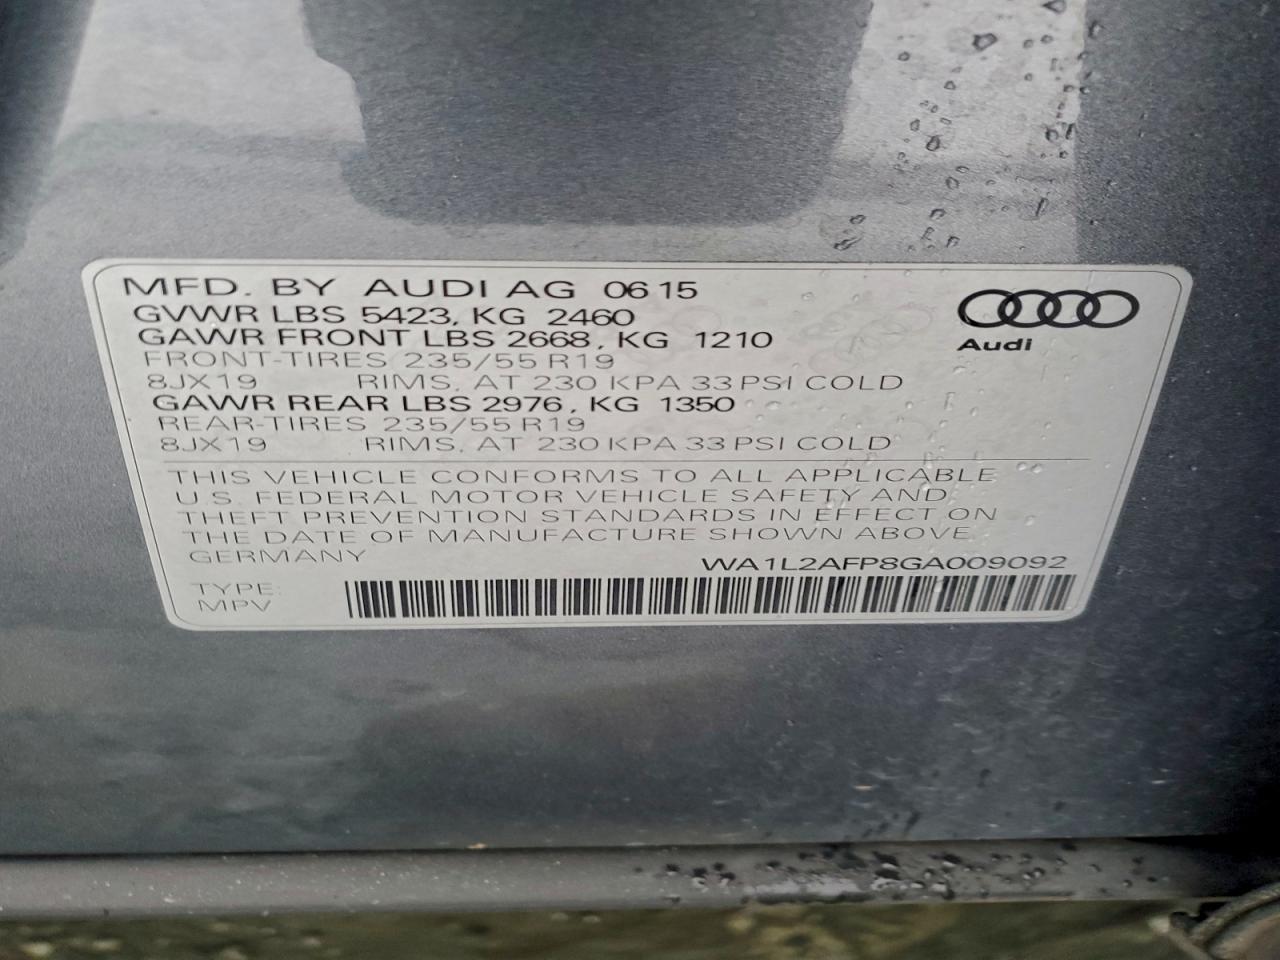 MFD. BY AUDI AG 06 15
GVWR LBS 5423, KG 2460
GAWR FRONT LBS 2668, KG 1210
FRONT-TIRES 235/55 R19
8JX19 RIMS, AT 230 KPA 33 PSI COLD
GAWR REAR LBS 2976, KG 1350
REAR-TIRES 235/55 R19
8JX19 RIMS, AT 230 KPA 33 PSI COLD
Audi
THIS VEHICLE CONFORMS TO ALL APPLICABLE
U.S. FEDERAL MOTOR VEHICLE SAFETY AND
THEFT PREVENTION STANDARDS IN EFFECT ON
THE DATE OF MANUFACTURE SHOWN ABOVE.
GERMANY WA1L2AFP8GA009092
TYPE:
MPV